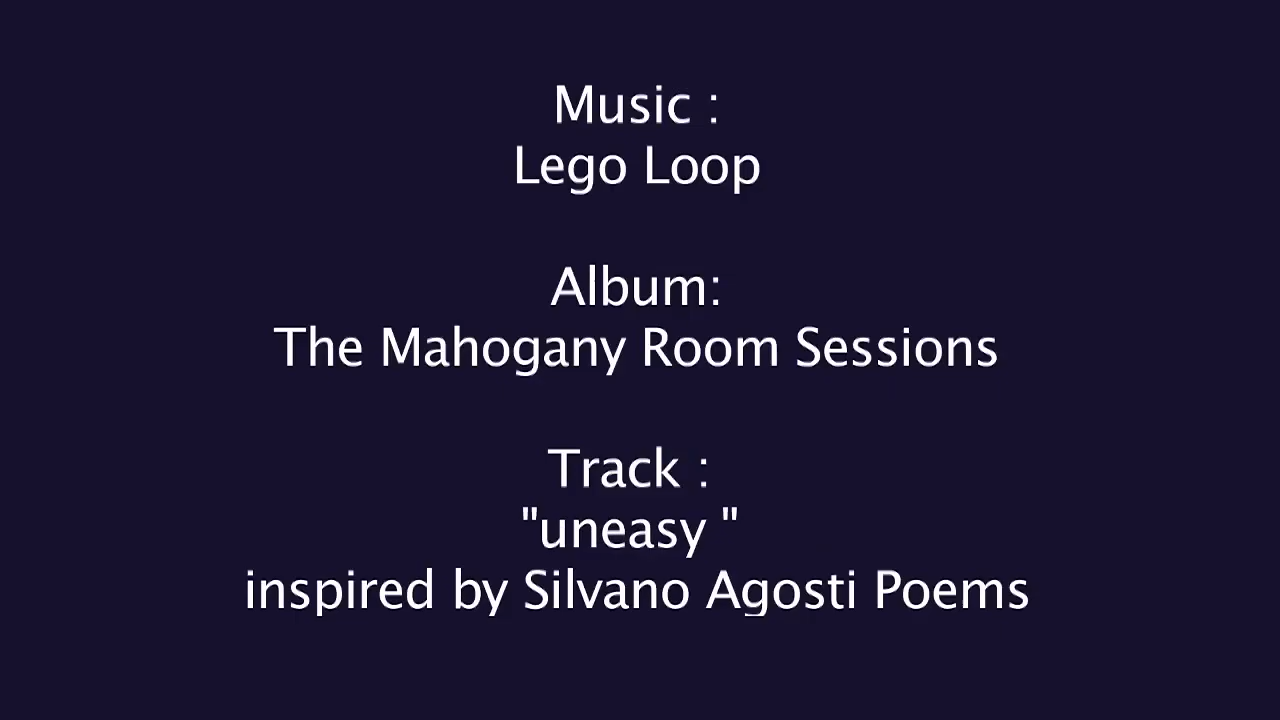 Music :
Lego Loop
Album:
The Mahogany Room Sessions
Track :
"uneasy "
inspired by Silvano Agosti Poems